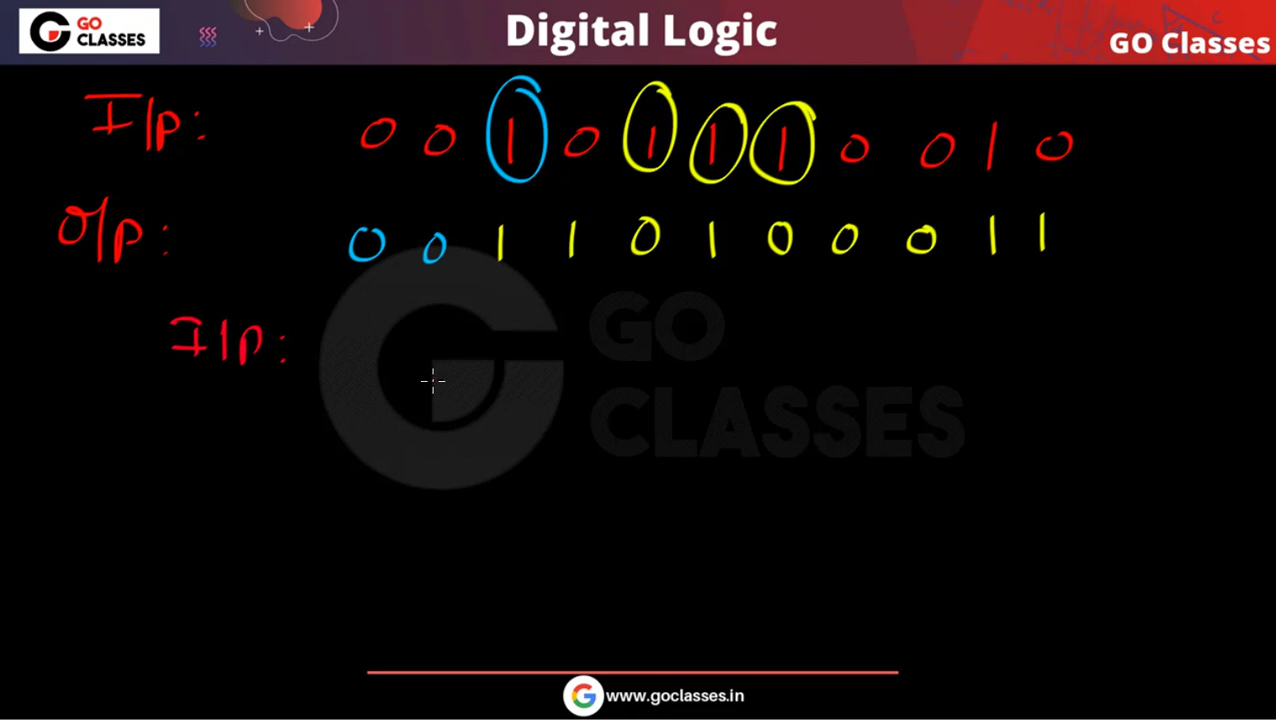 GO
CLASSES
Digital Logic
GO Classes
I/p: 0 0 1 0 1 1 1 0 0 1 0
O/p: 0 0 1 1 0 1 0 0 0 1 1
I/p:
GO
CLASSES
www.goclasses.in